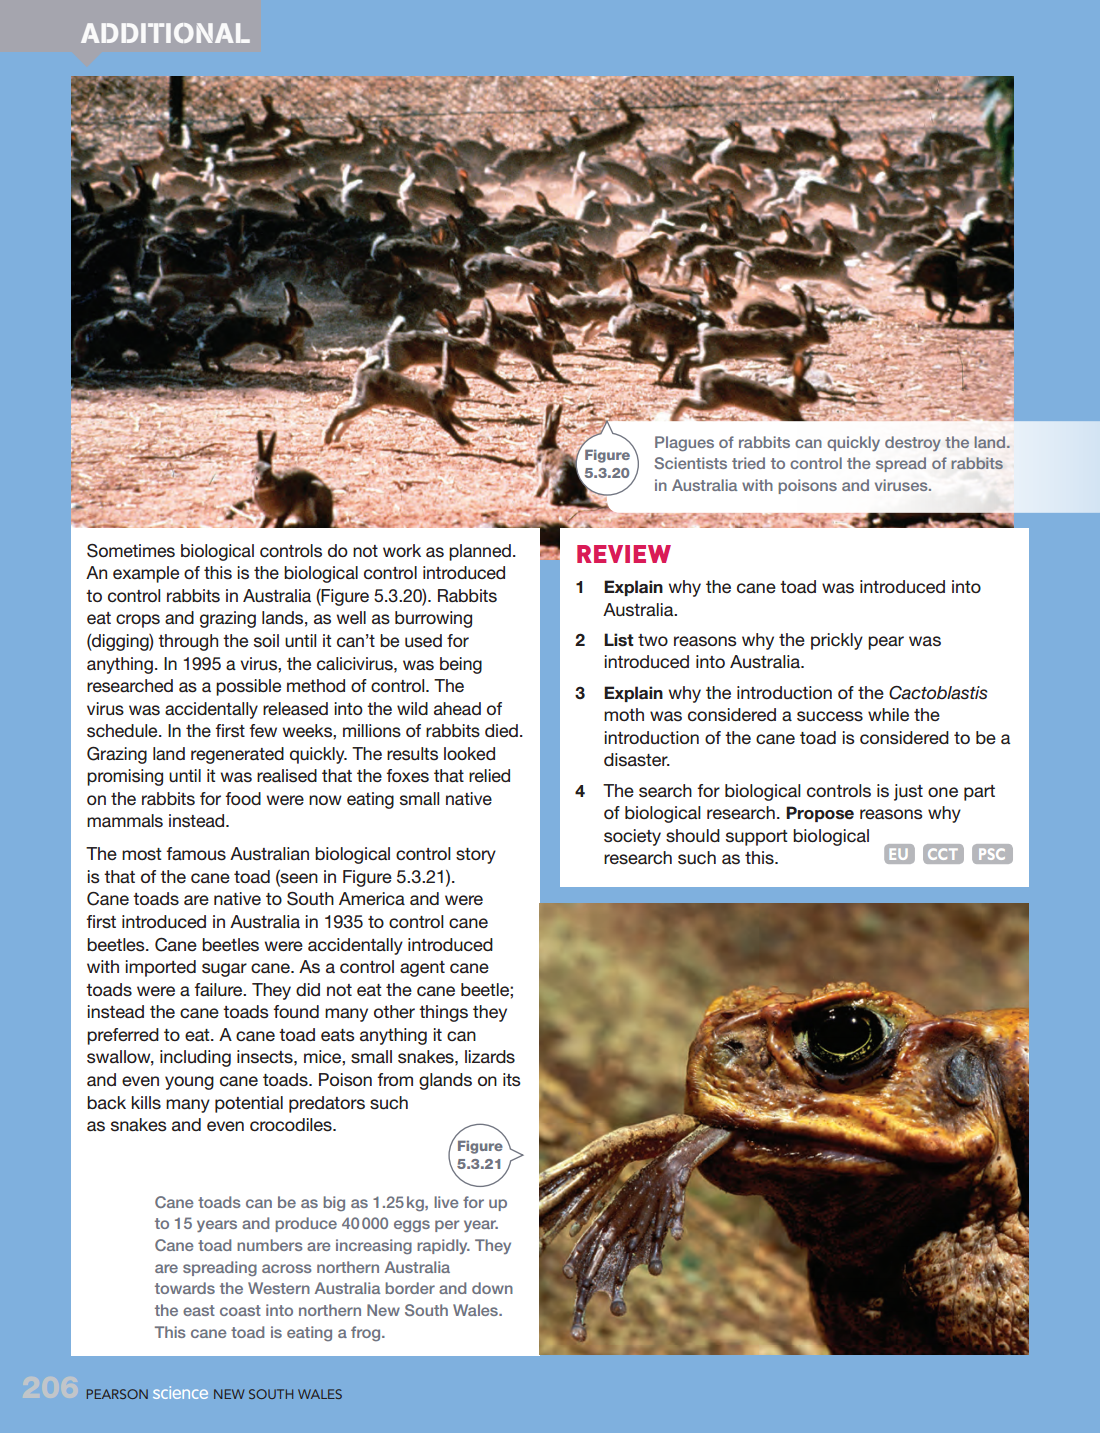 ADDITIONAL
Figure
5.3.20
Plagues of rabbits can quickly destroy the land.
Scientists tried to control the spread of rabbits
in Australia with poisons and viruses.
Sometimes biological controls do not work as planned.
An example of this is the biological control introduced
to control rabbits in Australia (Figure 5.3.20). Rabbits
eat crops and grazing lands, as well as burrowing
(digging) through the soil until it can't be used for
anything. In 1995 a virus, the calicivirus, was being
researched as a possible method of control. The
virus was accidentally released into the wild ahead of
schedule. In the first few weeks, millions of rabbits died.
Grazing land regenerated quickly. The results looked
promising until it was realised that the foxes that relied
on the rabbits for food were now eating small native
mammals instead.
The most famous Australian biological control story
is that of the cane toad (seen in Figure 5.3.21).
Cane toads are native to South America and were
first introduced in Australia in 1935 to control cane
beetles. Cane beetles were accidentally introduced
with imported sugar cane. As a control agent cane
toads were a failure. They did not eat the cane beetle;
instead the cane toads found many other things they
preferred to eat. A cane toad eats anything it can
swallow, including insects, mice, small snakes, lizards
and even young cane toads. Poison from glands on its
back kills many potential predators such
as snakes and even crocodiles.
Figure
5.3.21
Cane toads can be as big as 1.25 kg, live for up
to 15 years and produce 40 000 eggs per year.
Cane toad numbers are increasing rapidly. They
are spreading across northern Australia
towards the Western Australia border and down
the east coast into northern New South Wales.
This cane toad is eating a frog.
REVIEW
1 Explain why the cane toad was introduced into
Australia.
2 List two reasons why the prickly pear was
introduced into Australia.
3 Explain why the introduction of the Cactoblastis
moth was considered a success while the
introduction of the cane toad is considered to be a
disaster.
4 The search for biological controls is just one part
of biological research. Propose reasons why
society should support biological
research such as this. EU CCT PSC
206 PEARSON science NEW SOUTH WALES